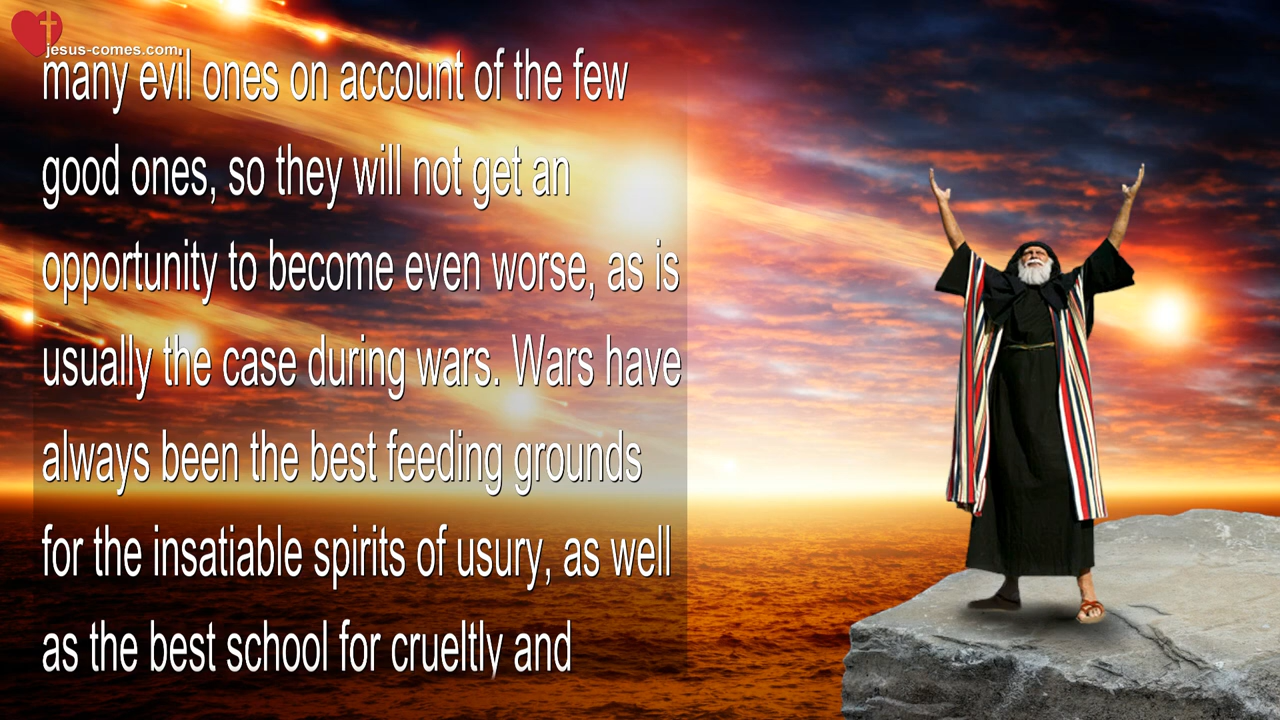 jesus-comes.com
many evil ones on account of the few
good ones, so they will not get an
opportunity to become even worse, as is
usually the case during wars. Wars have
always been the best feeding grounds
for the insatiable spirits of usury, as well
as the best school for crueltly and